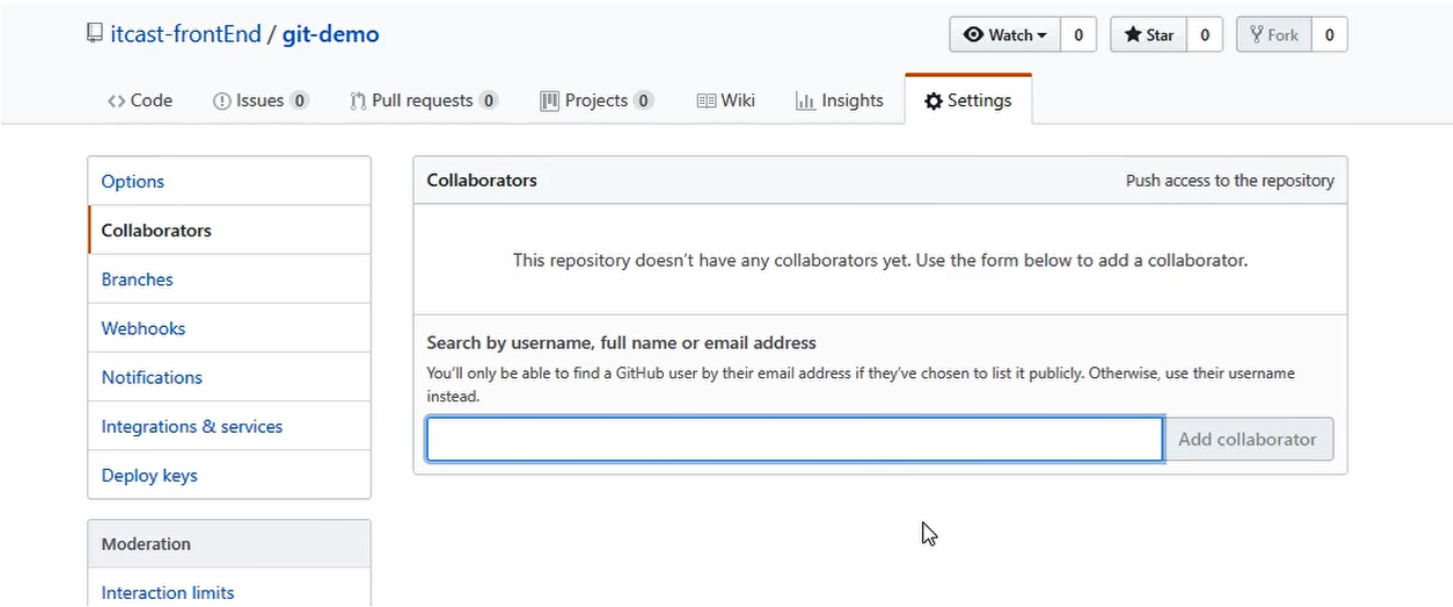 itcast-frontEnd / git-demo
Watch 0 Star 0 Fork 0
Code Issues 0 Pull requests 0 Projects 0 Wiki Insights Settings
Options
Collaborators
Branches
Webhooks
Notifications
Integrations & services
Deploy keys
Moderation
Interaction limits
Collaborators Push access to the repository
This repository doesn't have any collaborators yet. Use the form below to add a collaborator.
Search by username, full name or email address
You'll only be able to find a GitHub user by their email address if they've chosen to list it publicly. Otherwise, use their username
instead.
Add collaborator